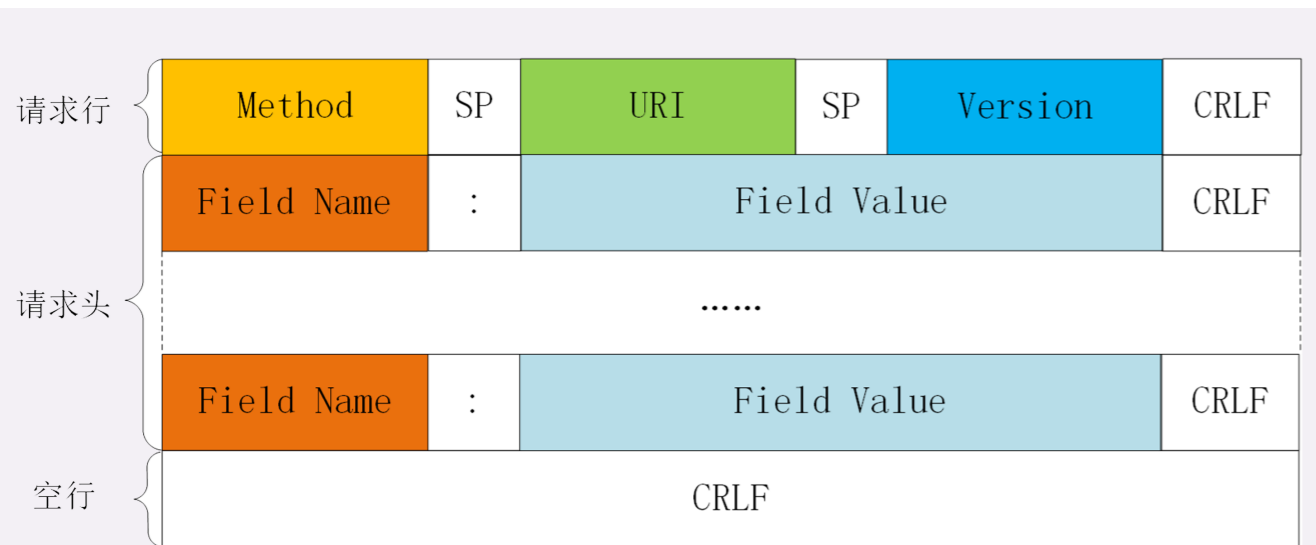 请求行 Method SP URI SP Version CRLF
Field Name : Field Value CRLF
请求头 ……
Field Name : Field Value CRLF
空行 CRLF